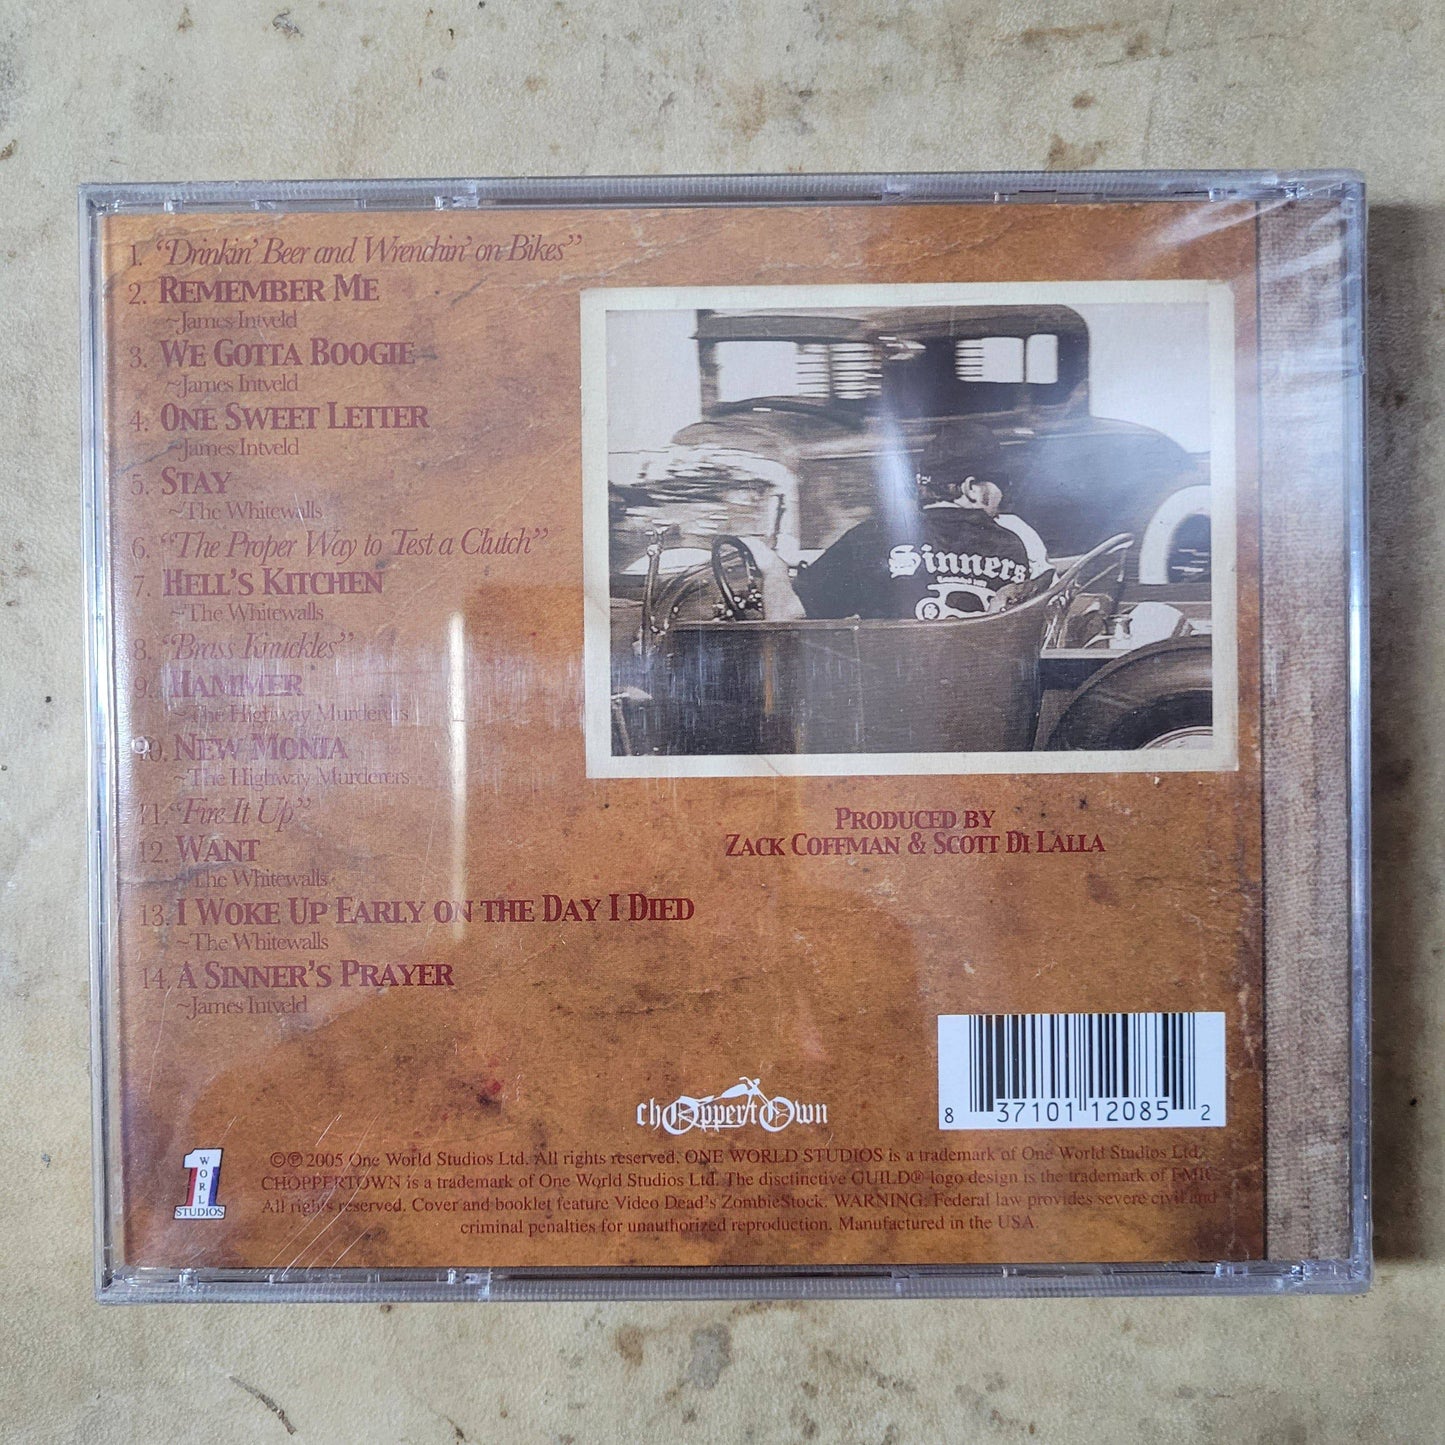 1. “Drinkin’ Beer and Wrenchin’ on Bikes”
2. REMEMBER ME
~James Intveld
3. WE GOTTA BOOGIE
~James Intveld
4. ONE SWEET LETTER
~James Intveld
5. STAY
~The Whitewalls
6. “The Proper Way to Test a Clutch”
7. HELL’S KITCHEN
~The Whitewalls
8. “Brass Knuckles”
9. HAMMER
~The Highway Murderers
10. NEW MONIA
~The Highway Murderers
11. “Fire It Up”
12. WANT
~The Whitewalls
13. I WOKE UP EARLY ON THE DAY I DIED
~The Whitewalls
14. A SINNER’S PRAYER
~James Intveld
Sinners
PRODUCED BY
ZACK COFFMAN & SCOTT DI LALLA
choppertown
8 37101 12085 2
1 WORLD
STUDIOS
©℗ 2005 One World Studios Ltd. All rights reserved. ONE WORLD STUDIOS is a trademark of One World Studios Ltd.
CHOPPERTOWN is a trademark of One World Studios Ltd. The disctinctive GUILD® logo design is the trademark of FMIC.
All rights reserved. Cover and booklet feature Video Dead’s ZombieStock. WARNING: Federal law provides severe civil and
criminal penalties for unauthorized reproduction. Manufactured in the USA.